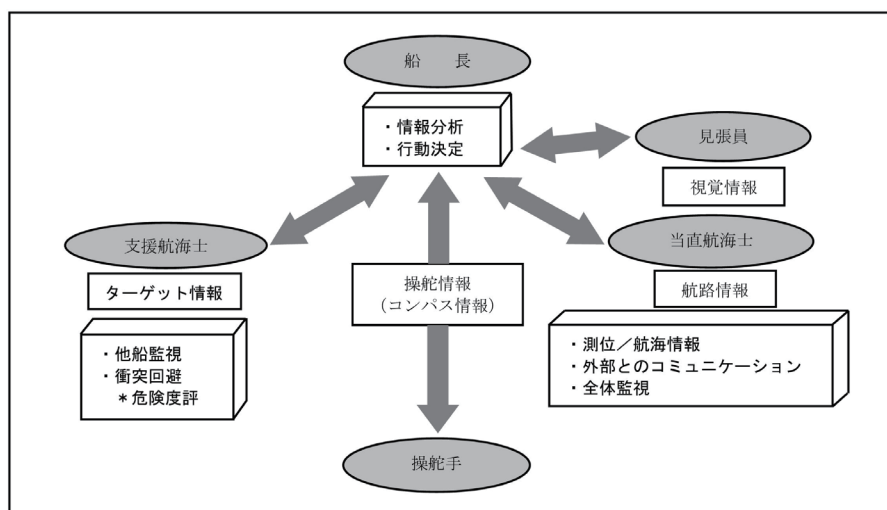 船　　長
・情報分析
・行動決定
見張員
視覚情報
支援航海士
ターゲット情報
・他船監視
・衝突回避
＊危険度評
操舵情報
（コンパス情報）
当直航海士
航路情報
・測位／航海情報
・外部とのコミュニケーション
・全体監視
操舵手